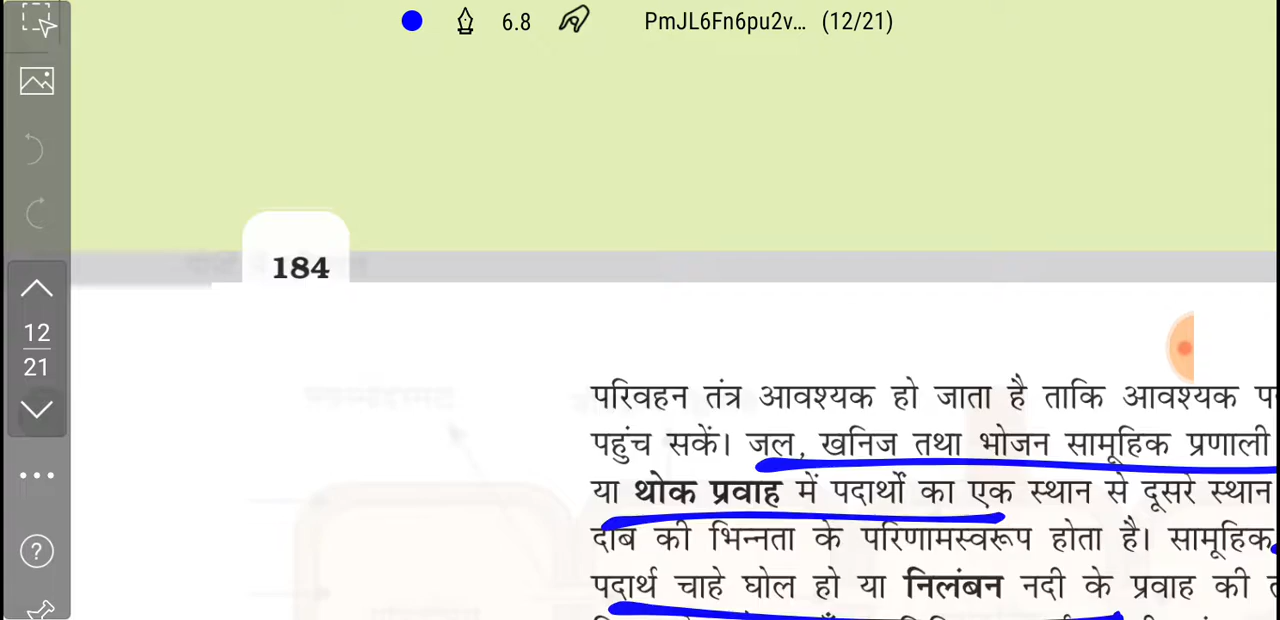 6.8 PmJL6Fn6pu2v... (12/21)
184
12
21
परिवहन तंत्र आवश्यक हो जाता है ताकि आवश्यक
पहुंच सकें। जल, खनिज तथा भोजन सामूहिक प्रणाली
या थोक प्रवाह में पदार्थों का एक स्थान से दूसरे स्थान
दाब की भिन्नता के परिणामस्वरूप होता है। सामूहिक
पदार्थ चाहे घोल हो या निलंबन नदी के प्रवाह की